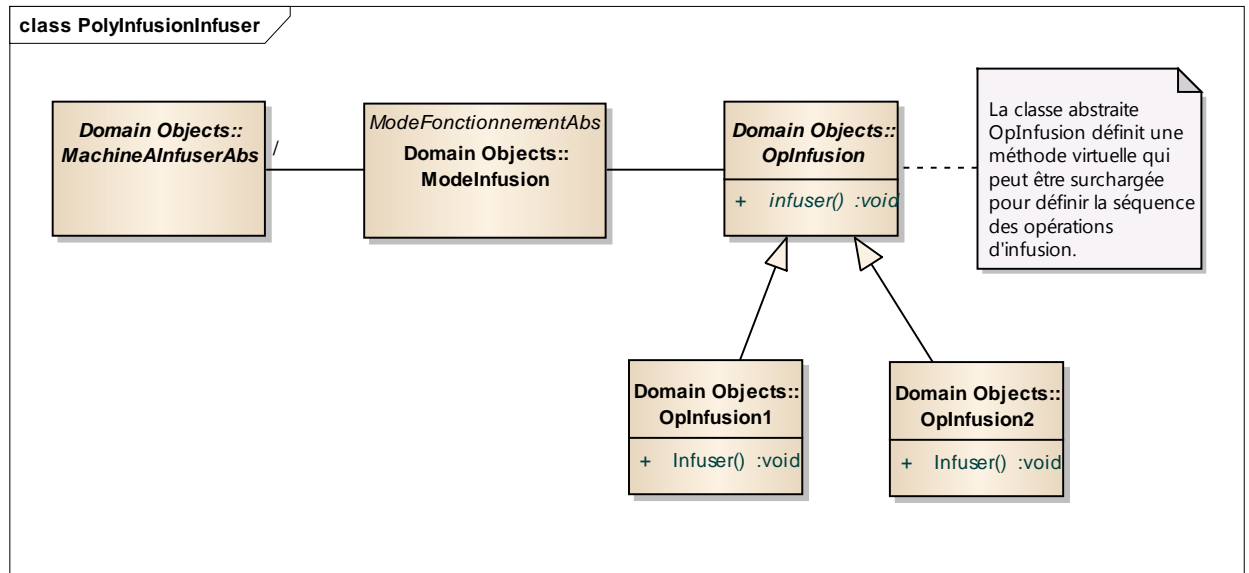 class PolyInfusionInfuser
Domain Objects::
MachineAInfuserAbs
/
ModeFonctionnementAbs
Domain Objects::
ModeInfusion
Domain Objects::
OpInfusion
+ infuser() :void
La classe abstraite
OpInfusion définit une
méthode virtuelle qui
peut être surchargée
pour définir la séquence
des opérations
d'infusion.
Domain Objects::
OpInfusion1
+ Infuser() :void
Domain Objects::
OpInfusion2
+ Infuser() :void